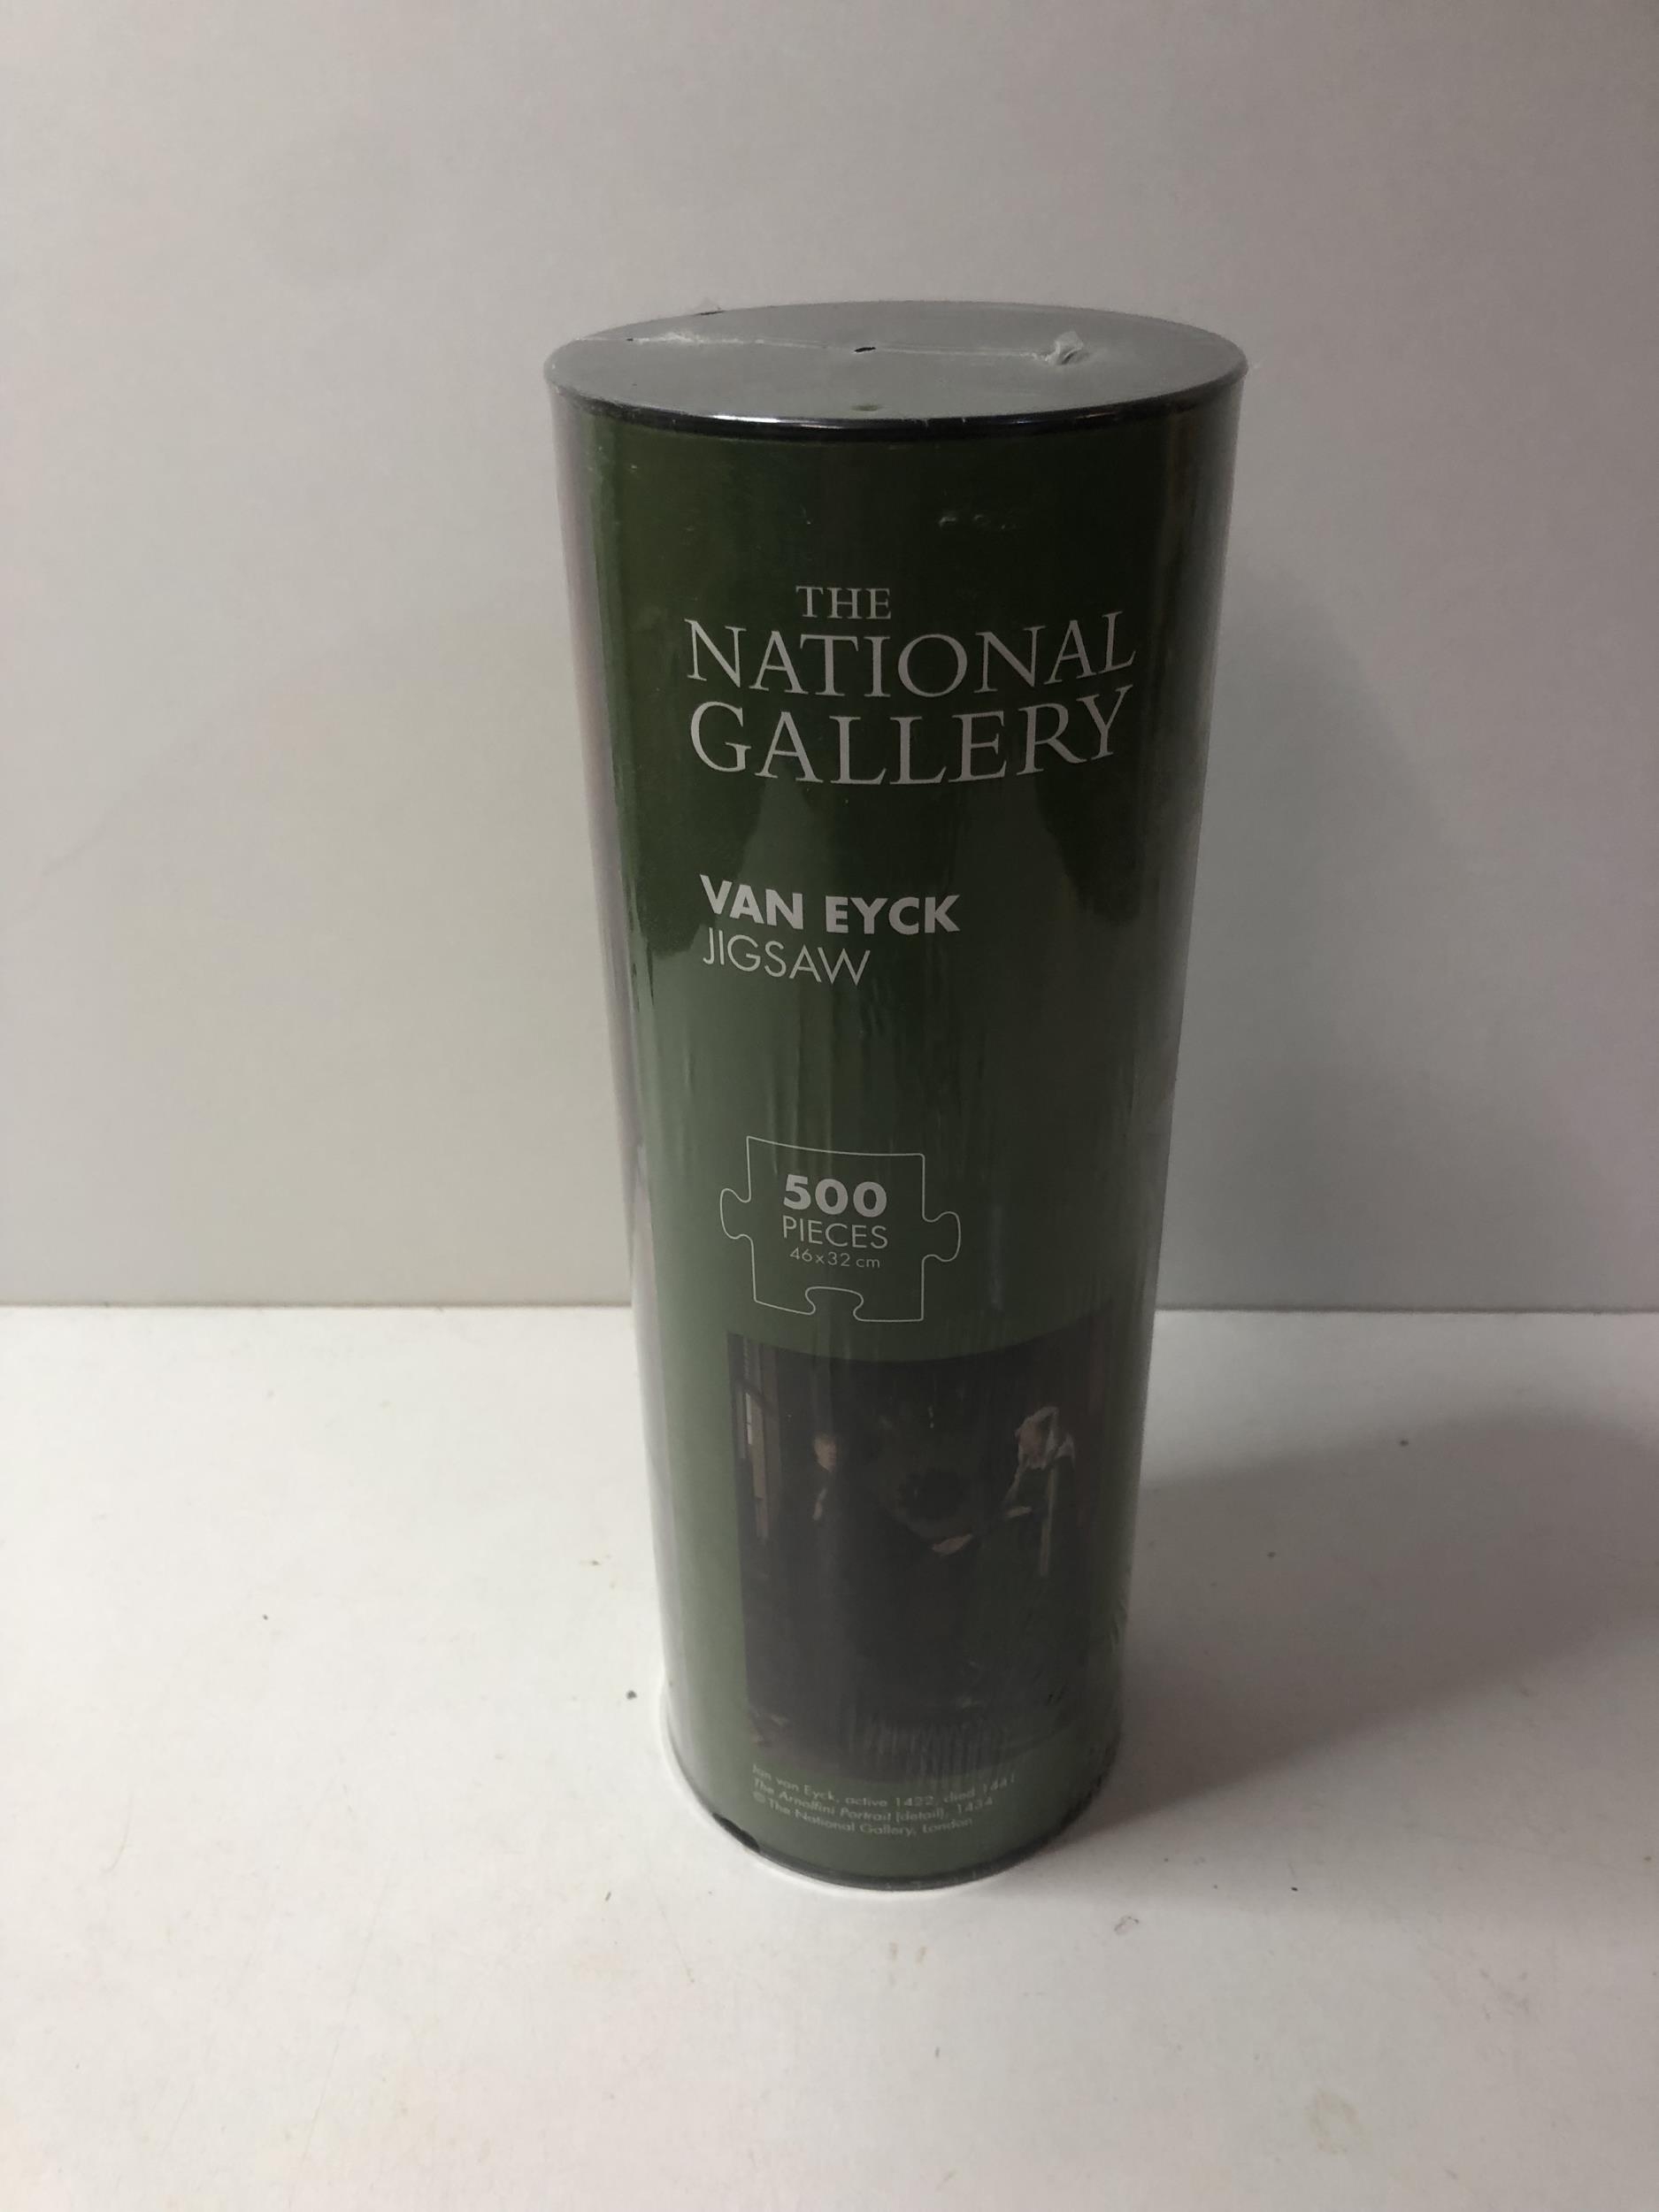 THE
NATIONAL
GALLERY
VAN EYCK
JIGSAW
500
PIECES
46x32 cm
Jan van Eyck, active 1422, died 1441
The Arnolfini Portrait (detail), 1434
© The National Gallery, London